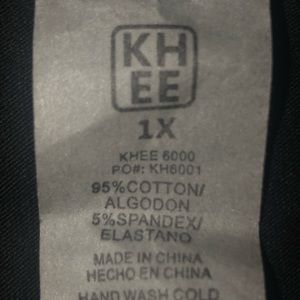 KH
EE
1X
KHEE 6000
P.O#: KH6001
95%COTTON/
ALGODON
5%SPANDEX/
ELASTANO
MADE IN CHINA
HECHO EN CHINA
HAND WASH COLD